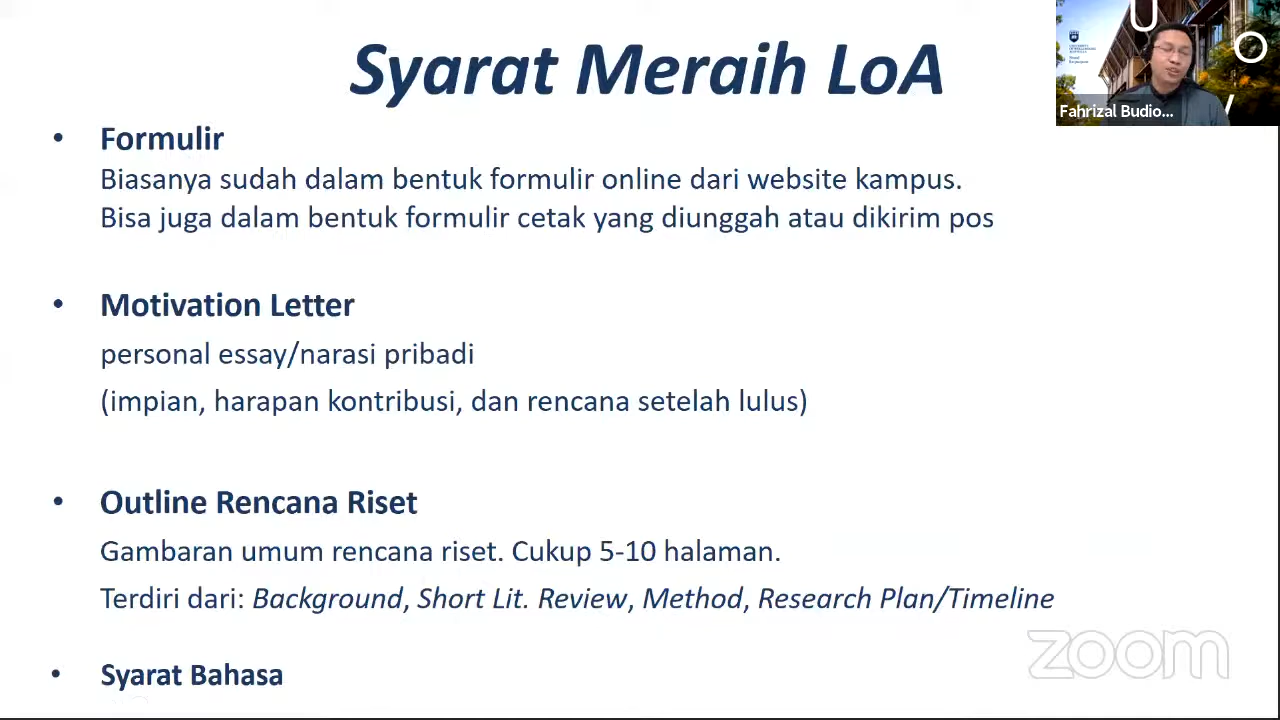 Syarat Meraih LoA
• Formulir
Biasanya sudah dalam bentuk formulir online dari website kampus.
Bisa juga dalam bentuk formulir cetak yang diunggah atau dikirim pos
• Motivation Letter
personal essay/narasi pribadi
(impian, harapan kontribusi, dan rencana setelah lulus)
• Outline Rencana Riset
Gambaran umum rencana riset. Cukup 5-10 halaman.
Terdiri dari: Background, Short Lit. Review, Method, Research Plan/Timeline
• Syarat Bahasa
U
O
Fahrizal Budio...
zoom